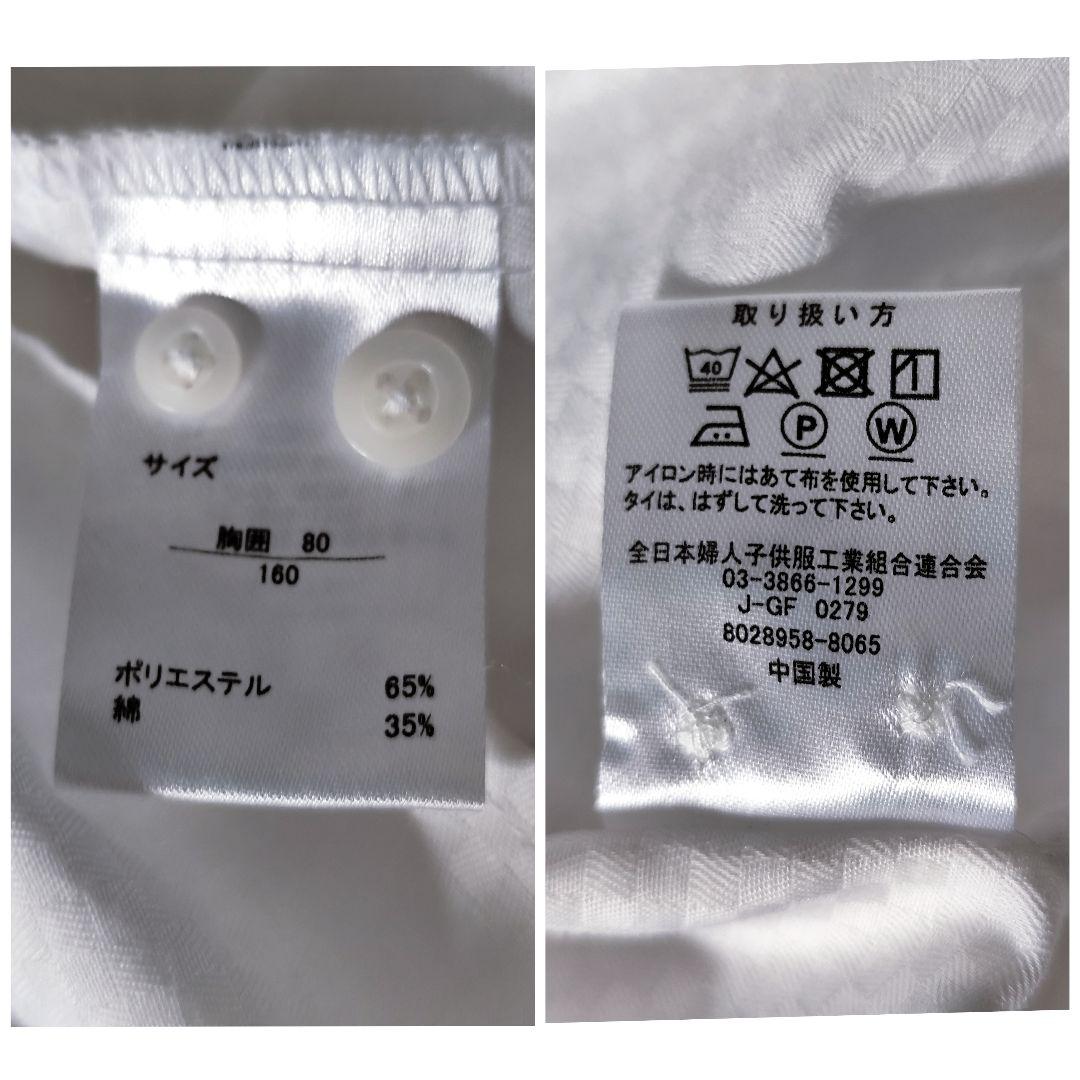 サイズ
胸囲 80
160
ポリエステル 65%
綿 35%
取り扱い方
40
P W
アイロン時にはあて布を使用して下さい。
タイは、はずして洗って下さい。
全日本婦人子供服工業組合連合会
03-3866-1299
J-GF 0279
8028958-8065
中国製